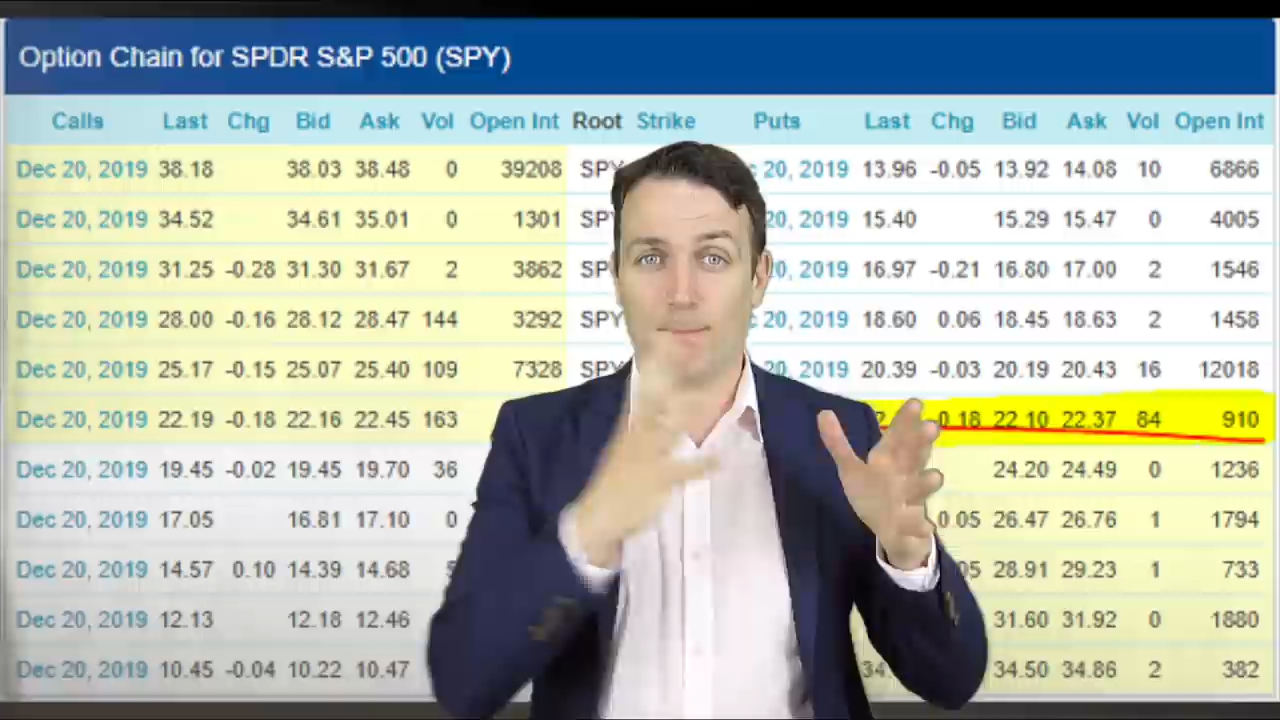 Option Chain for SPDR S&P 500 (SPY)
Calls Last Chg Bid Ask Vol Open Int Root Strike Puts Last Chg Bid Ask Vol Open Int
Dec 20, 2019 38.18 38.03 38.48 0 39208 SPY 20, 2019 13.96 -0.05 13.92 14.08 10 6866
Dec 20, 2019 34.52 34.61 35.01 0 1301 20, 2019 15.40 15.29 15.47 0 4005
Dec 20, 2019 31.25 -0.28 31.30 31.67 2 3862 20, 2019 16.97 -0.21 16.80 17.00 2 1546
Dec 20, 2019 28.00 -0.16 28.12 28.47 144 3292 SPY 20, 2019 18.60 0.06 18.45 18.63 2 1458
Dec 20, 2019 25.17 -0.15 25.07 25.40 109 7328 SPY 20, 2019 20.39 -0.03 20.19 20.43 16 12018
Dec 20, 2019 22.19 -0.18 22.16 22.45 163 -0.18 22.10 22.37 84 910
Dec 20, 2019 19.45 -0.02 19.45 19.70 36 24.20 24.49 0 1236
Dec 20, 2019 17.05 16.81 17.10 0 0.05 26.47 26.76 1 1794
Dec 20, 2019 14.57 0.10 14.39 14.68 28.91 29.23 1 733
Dec 20, 2019 12.13 12.18 12.46 31.60 31.92 0 1880
Dec 20, 2019 10.45 -0.04 10.22 10.47 34.50 34.86 2 382